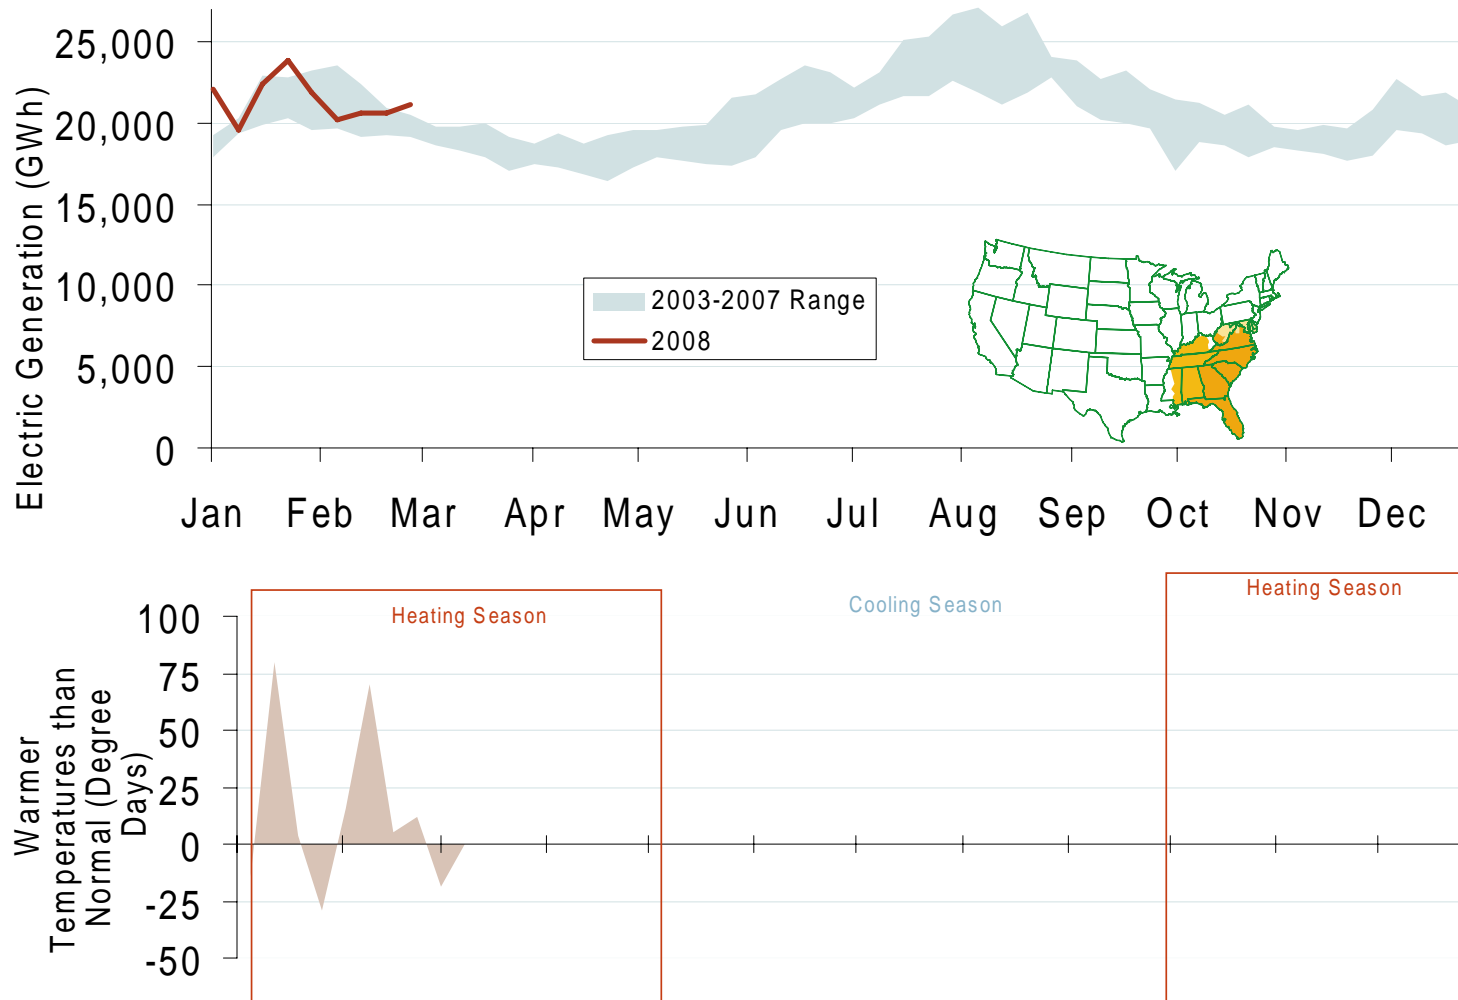 Electric Generation (GWh)
25,000
20,000
15,000
10,000
5,000
0
2003-2007 Range
2008
Jan Feb Mar Apr May Jun Jul Aug Sep Oct Nov Dec
Warmer
Temperatures than
Normal (Degree
Days)
100
75
50
25
0
-25
-50
Heating Season
Cooling Season
Heating Season